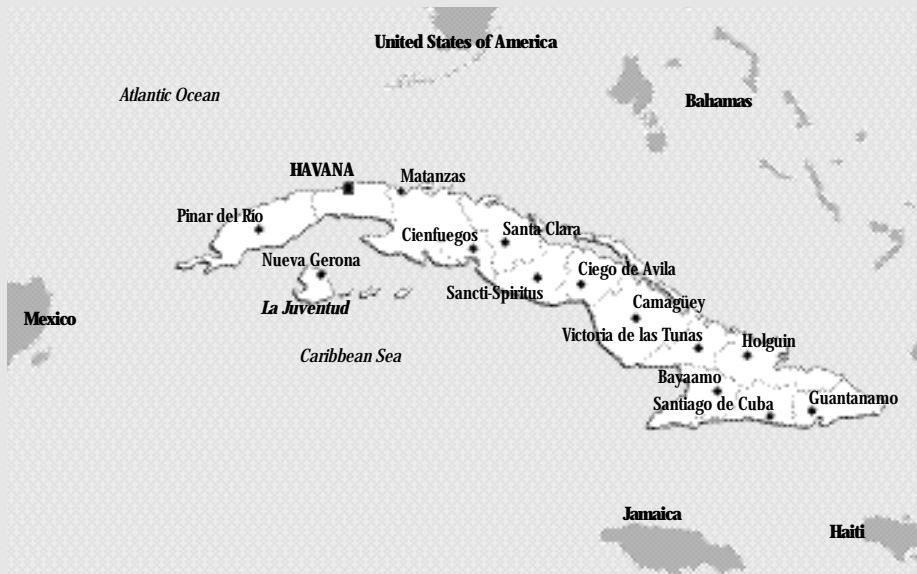 United States of America
Atlantic Ocean
Bahamas
HAVANA
Matanzas
Pinar del Río
Cienfuegos
Santa Clara
Nueva Gerona
Ciego de Avila
Sancti-Spiritus
La Juventud
Camagüey
Mexico
Victoria de las Tunas
Holguin
Caribbean Sea
Bayaamo
Guantanamo
Santiago de Cuba
Jamaica
Haiti